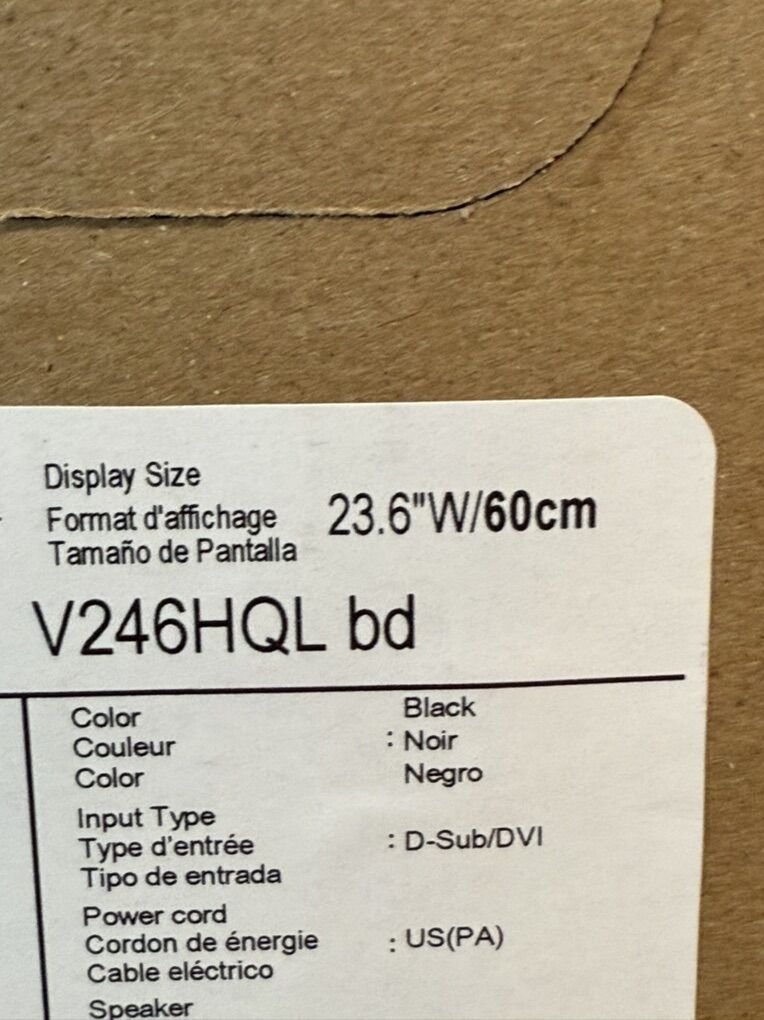 Display Size
Format d'affichage
Tamaño de Pantalla
23.6"W/60cm
V246HQL bd
Color
Couleur
Color
Black
: Noir
Negro
Input Type
Type d'entrée
Tipo de entrada
: D-Sub/DVI
Power cord
Cordon de énergie
Cable eléctrico
: US(PA)
Speaker